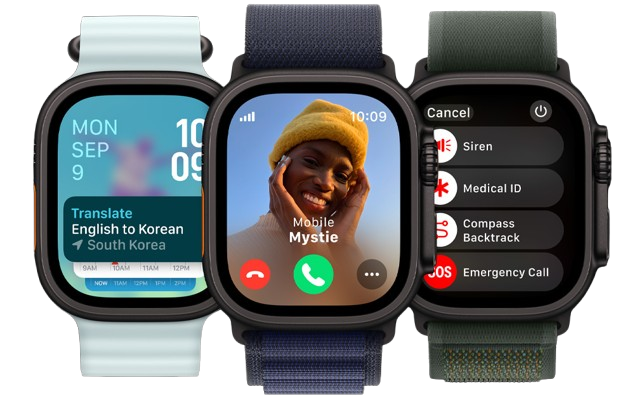 MON
SEP
9
10
09
Translate
English to Korean
South Korea
9AM 10AM 11AM 12PM
NOW 11AM 12PM 1PM 2PM
10:09
Mobile
Mystie
Cancel
Siren
Medical ID
Compass
Backtrack
SOS
Emergency Call